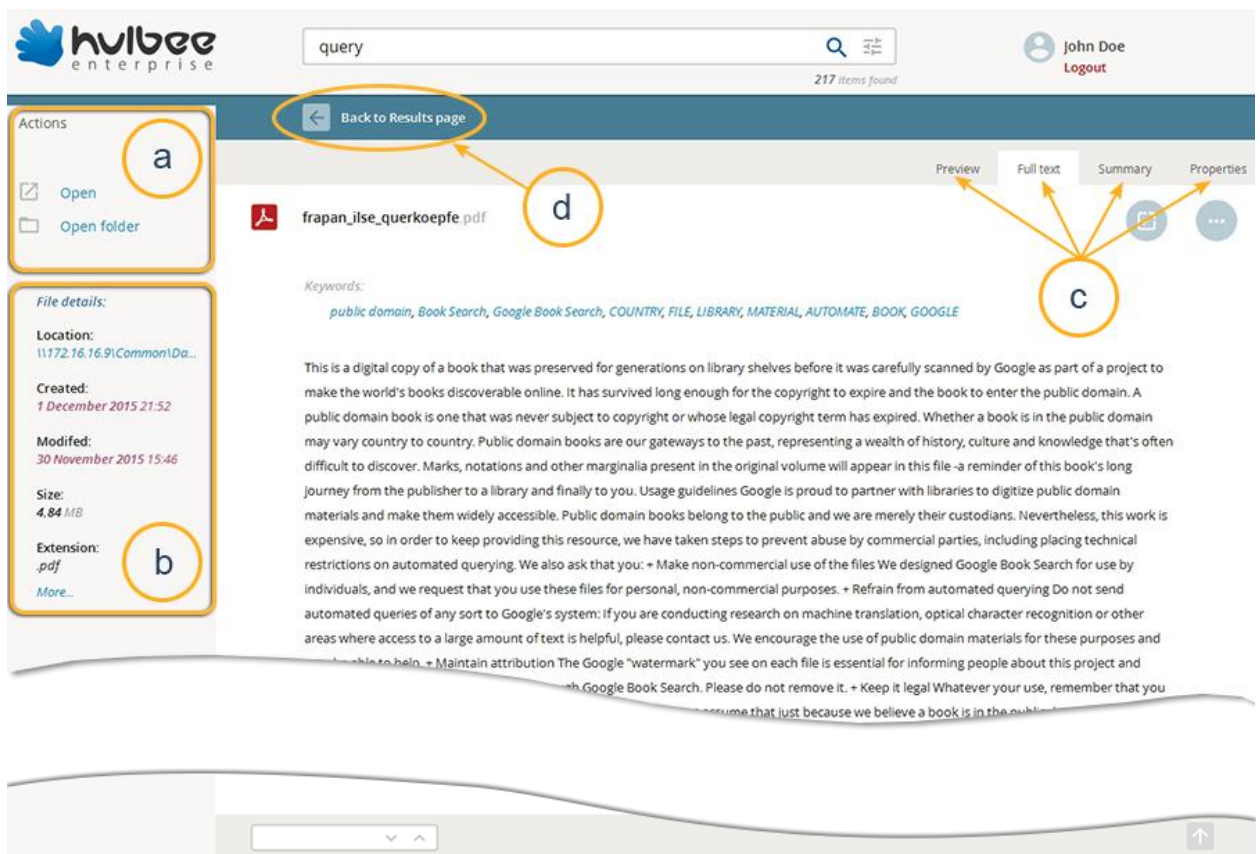 hulbee
enterprise
query
217 items found
John Doe
Logout
Actions
a
Open
Open folder
Back to Results page
Preview Full text Summary Properties
d
c
frapan_ilse_querkoepfe.pdf
Keywords:
public domain, Book Search, Google Book Search, COUNTRY, FILE, LIBRARY, MATERIAL, AUTOMATE, BOOK, GOOGLE
File details:
Location:
\\172.16.16.9\Common\Da...
Created:
1 December 2015 21:52
Modifed:
30 November 2015 15:46
Size:
4.84 MB
Extension:
.pdf
More...
b
This is a digital copy of a book that was preserved for generations on library shelves before it was carefully scanned by Google as part of a project to
make the world's books discoverable online. It has survived long enough for the copyright to expire and the book to enter the public domain. A
public domain book is one that was never subject to copyright or whose legal copyright term has expired. Whether a book is in the public domain
may vary country to country. Public domain books are our gateways to the past, representing a wealth of history, culture and knowledge that's often
difficult to discover. Marks, notations and other marginalia present in the original volume will appear in this file -a reminder of this book's long
journey from the publisher to a library and finally to you. Usage guidelines Google is proud to partner with libraries to digitize public domain
materials and make them widely accessible. Public domain books belong to the public and we are merely their custodians. Nevertheless, this work is
expensive, so in order to keep providing this resource, we have taken steps to prevent abuse by commercial parties, including placing technical
restrictions on automated querying. We also ask that you: + Make non-commercial use of the files We designed Google Book Search for use by
individuals, and we request that you use these files for personal, non-commercial purposes. + Refrain from automated querying Do not send
automated queries of any sort to Google's system: If you are conducting research on machine translation, optical character recognition or other
areas where access to a large amount of text is helpful, please contact us. We encourage the use of public domain materials for these purposes and
able to help. + Maintain attribution The Google "watermark" you see on each file is essential for informing people about this project and
Google Book Search. Please do not remove it. + Keep it legal Whatever your use, remember that you
assume that just because we believe a book is in the